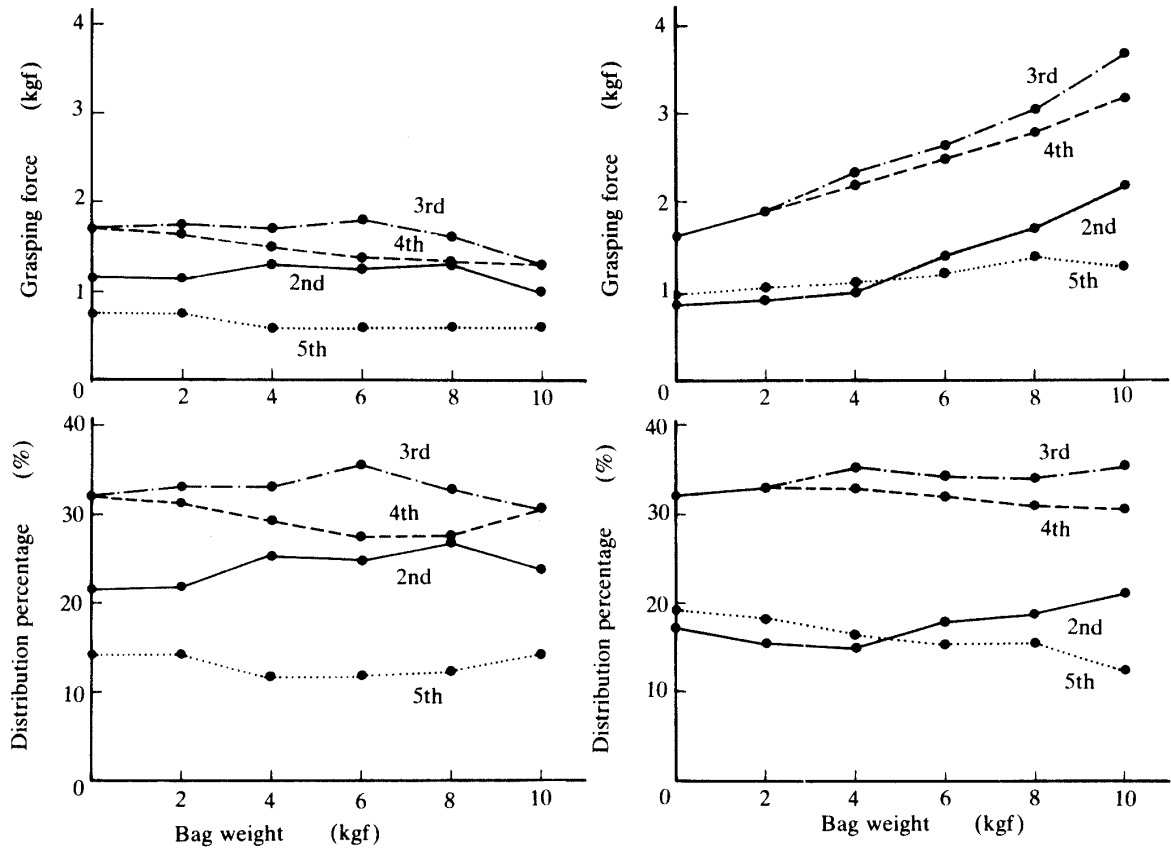 4
3
2
1
0
Grasping force (kgf)
3rd
4th
2nd
5th
2 4 6 8 10
4
3
2
1
0
Grasping force (kgf)
3rd
4th
2nd
5th
2 4 6 8 10
40
30
20
10
0
Distribution percentage (%)
3rd
4th
2nd
5th
2 4 6 8 10
Bag weight (kgf)
40
30
20
10
0
Distribution percentage (%)
3rd
4th
2nd
5th
2 4 6 8 10
Bag weight (kgf)